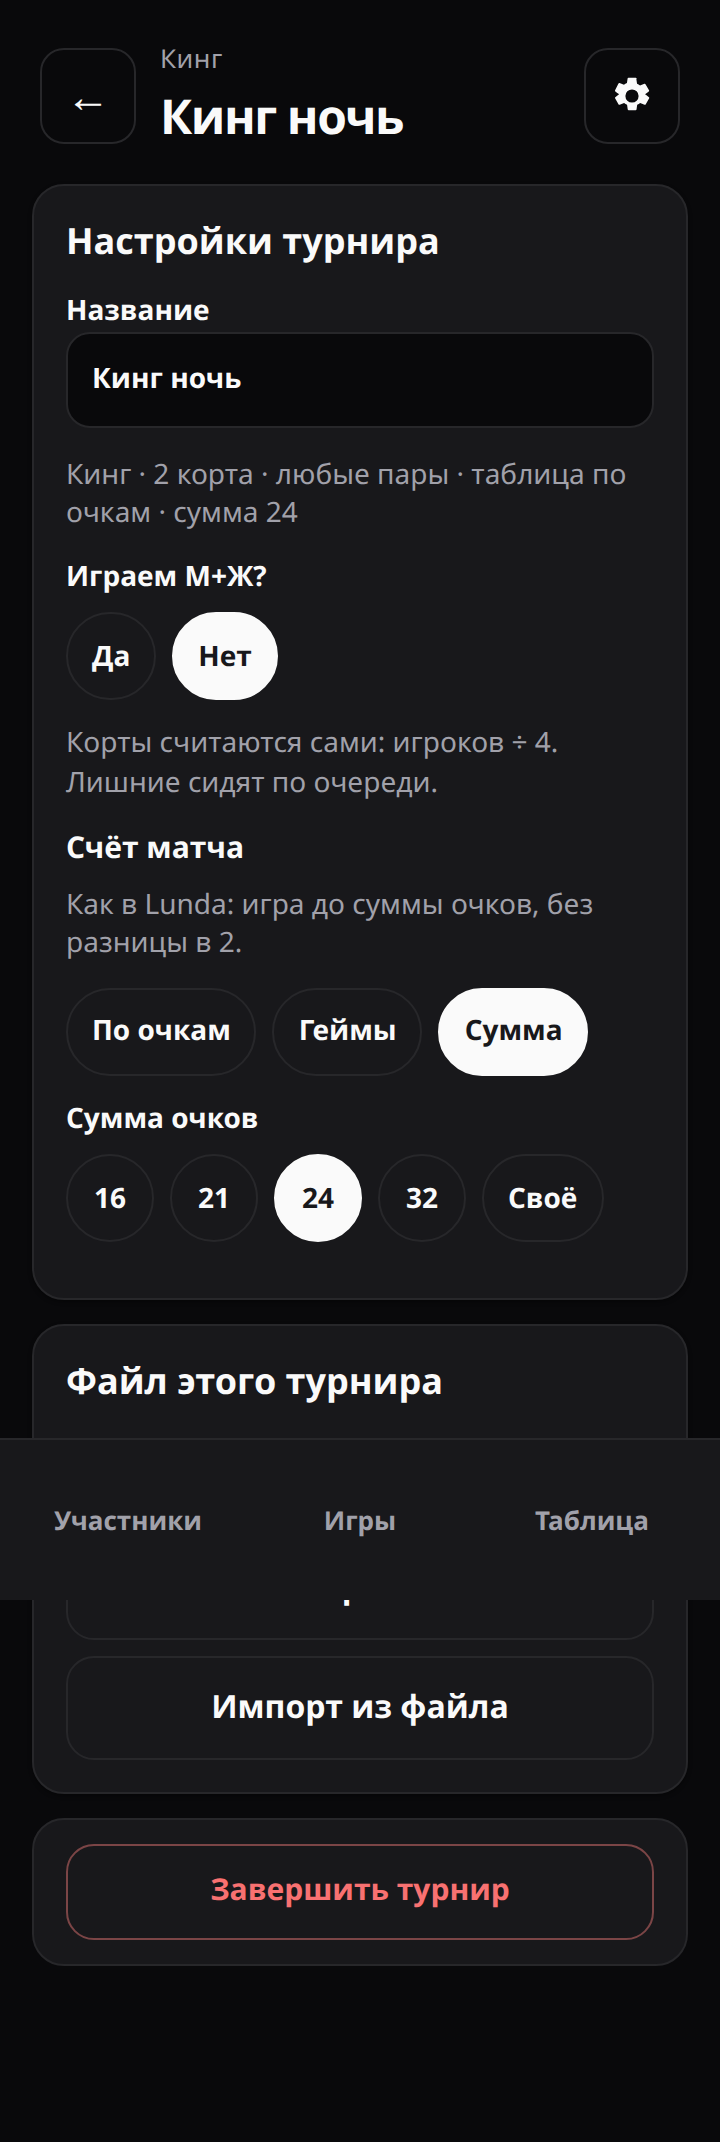 ←
Кинг
Кинг ночь
Настройки турнира
Название
Кинг ночь
Кинг · 2 корта · любые пары · таблица по
очкам · сумма 24
Играем М+Ж?
Да
Нет
Корты считаются сами: игроков ÷ 4.
Лишние сидят по очереди.
Счёт матча
Как в Lunda: игра до суммы очков, без
разницы в 2.
По очкам
Геймы
Сумма
Сумма очков
16
21
24
32
Своё
Файл этого турнира
Участники
Игры
Таблица
Импорт из файла
Завершить турнир